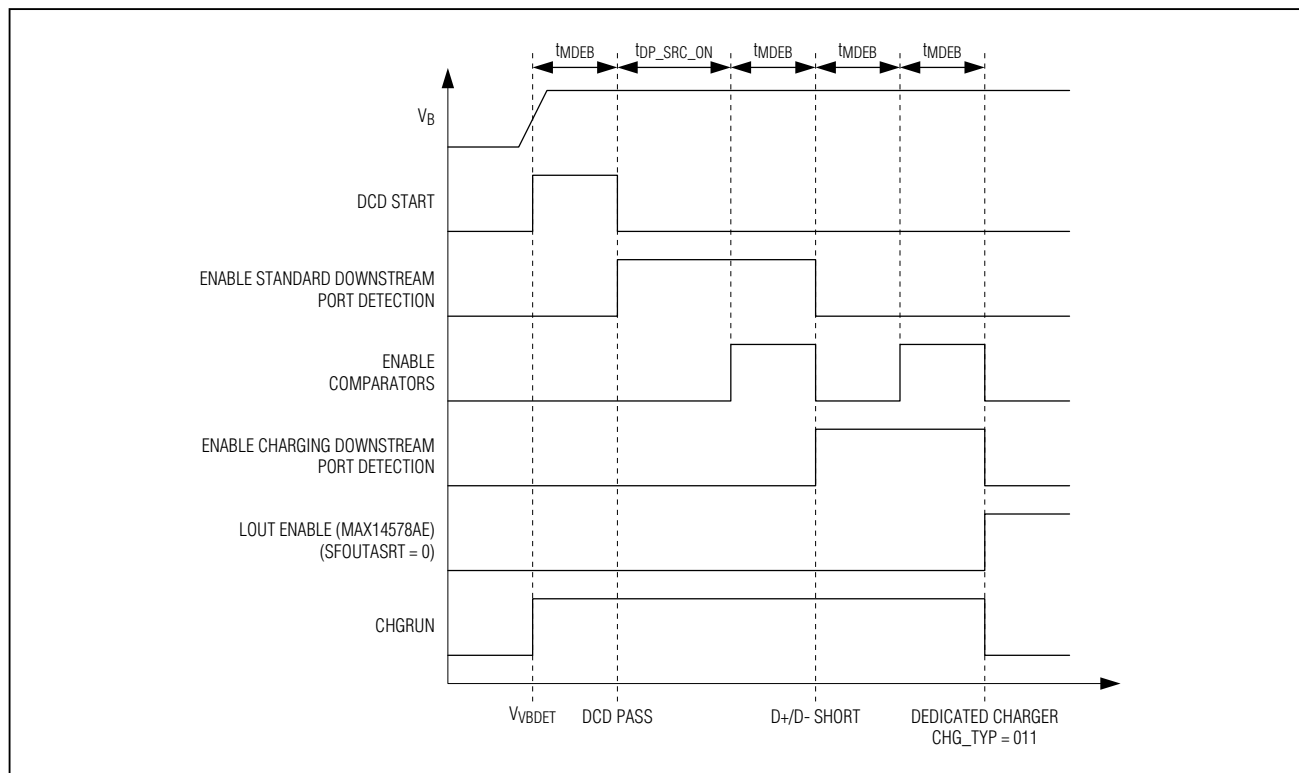 tMDEB tDP_SRC_ON tMDEB tMDEB tMDEB
VB
DCD START
ENABLE STANDARD DOWNSTREAM
PORT DETECTION
ENABLE
COMPARATORS
ENABLE CHARGING DOWNSTREAM
PORT DETECTION
LOUT ENABLE (MAX14578AE)
(SFOUTASRT = 0)
CHGRUN
VVBDET DCD PASS D+/D- SHORT DEDICATED CHARGER
CHG_TYP = 011